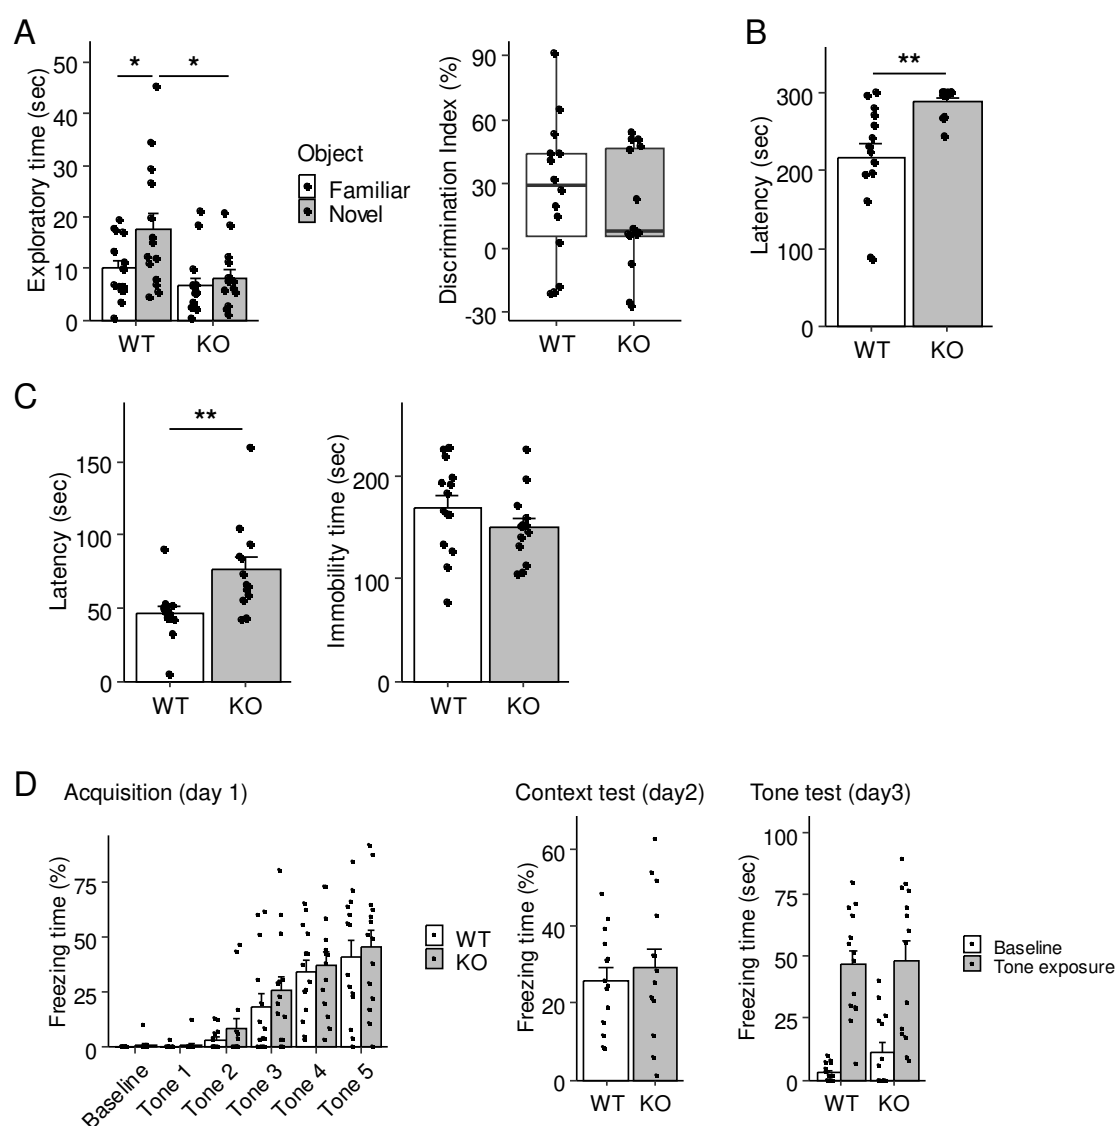 A
Exploratory time (sec)
50
40
30
20
10
0
*
*
WT
KO
Object
Familiar
Novel
Discrimination Index (%)
90
60
30
0
-30
WT
KO
B
Latency (sec)
300
200
100
0
**
WT
KO
C
Latency (sec)
150
100
50
0
**
WT
KO
Immobility time (sec)
200
100
0
WT
KO
D
Acquisition (day 1)
Freezing time (%)
75
50
25
0
Baseline
Tone 1
Tone 2
Tone 3
Tone 4
Tone 5
WT
KO
Context test (day2)
Freezing time (%)
60
40
20
0
WT
KO
Tone test (day3)
Freezing time (sec)
100
75
50
25
0
WT
KO
Baseline
Tone exposure